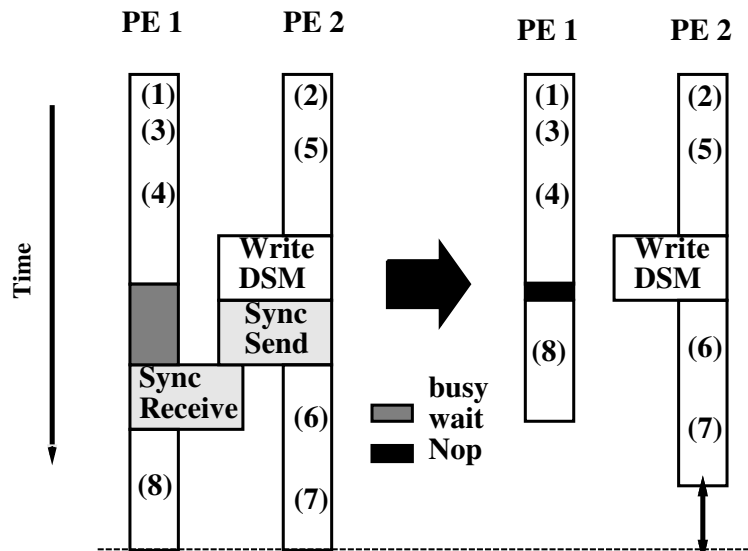 PE 1
PE 2
PE 1
PE 2
Time
(1)
(3)
(4)
(2)
(5)
Write
DSM
Sync
Send
Sync
Receive
(8)
(6)
(7)
busy
wait
Nop
(1)
(3)
(4)
(8)
(2)
(5)
Write
DSM
(6)
(7)